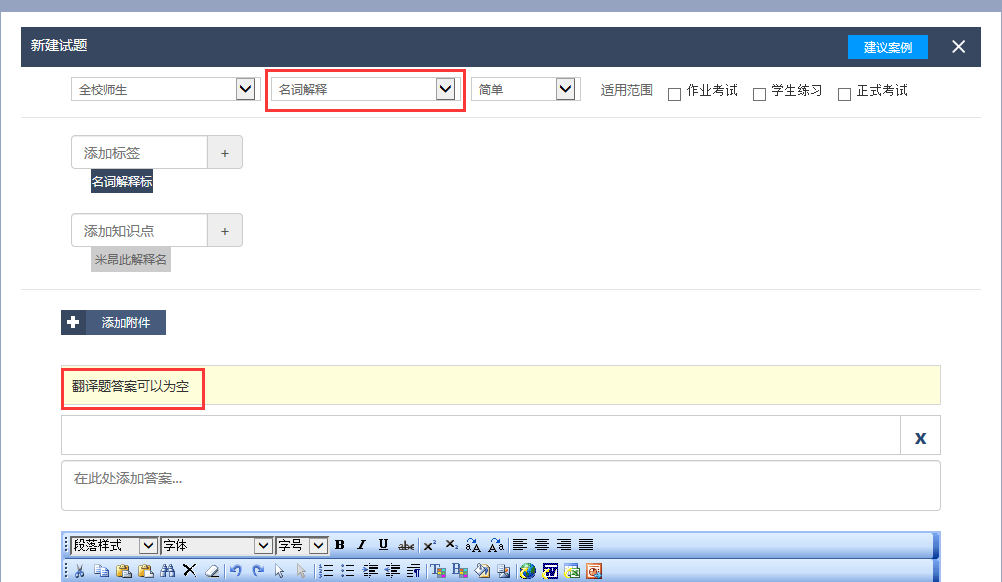 新建试题 建议案例 ×
全校师生 名词解释 简单 适用范围 作业考试 学生练习 正式考试
添加标签 +
名词解释标
添加知识点 +
米昂此解释名
添加附件
翻译题答案可以为空
x
在此处添加答案...
段落样式 字体 字号 B I U abc x² x₂